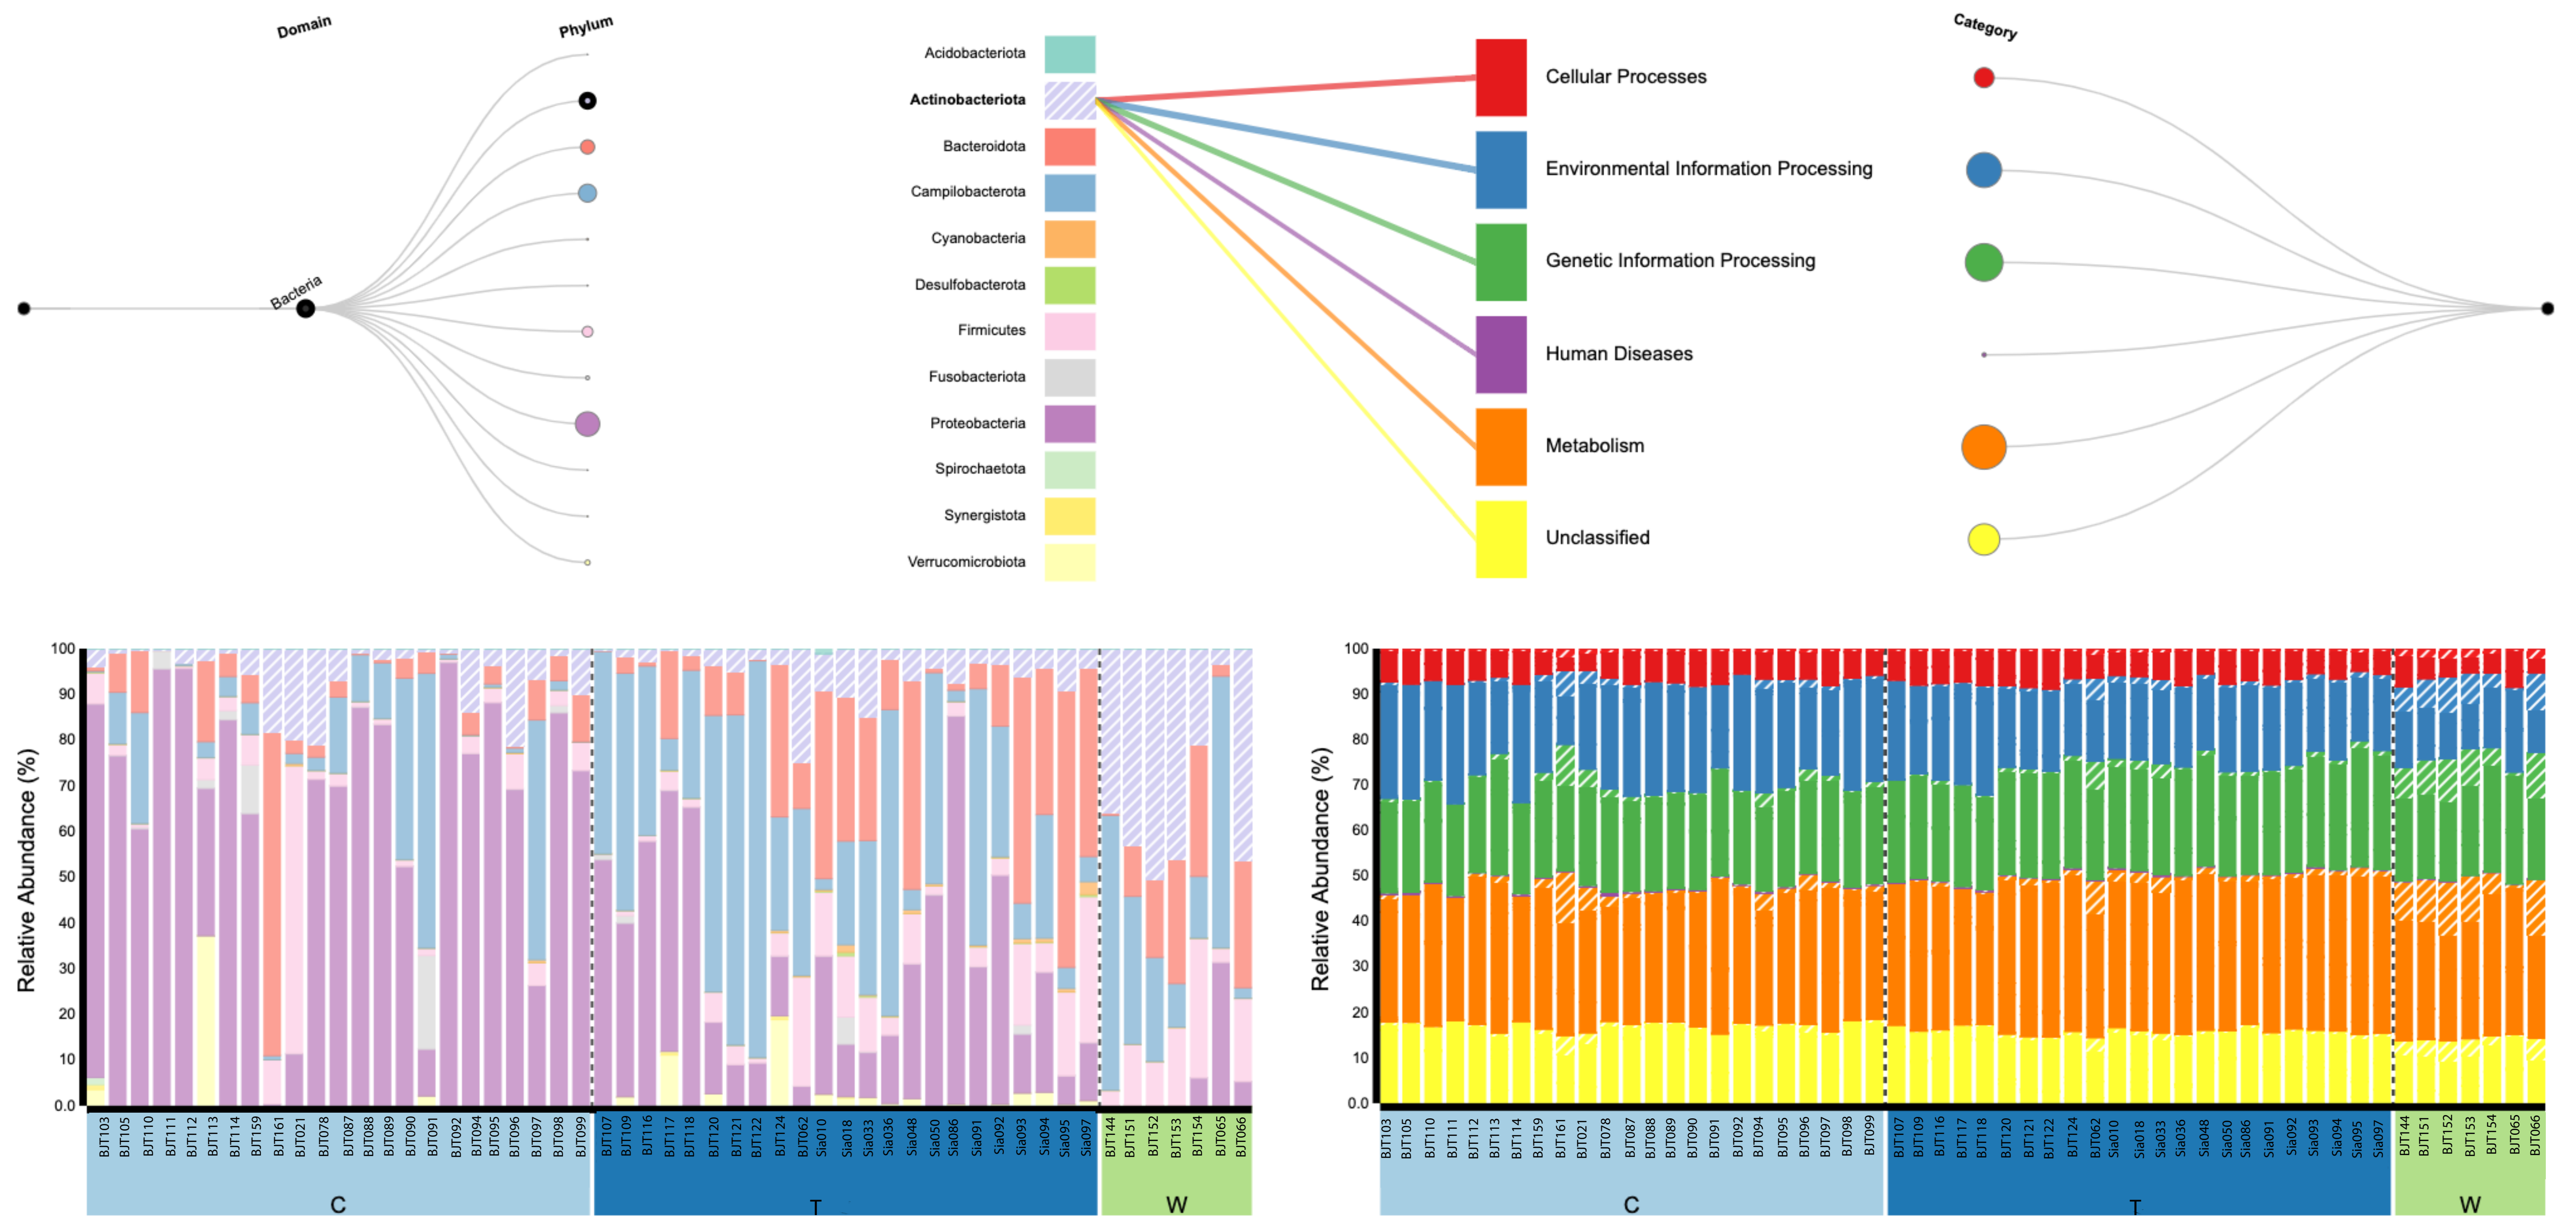 Domain
Phylum
Category
Bacteria
Acidobacteriota
Actinobacteriota
Bacteroidota
Campilobacterota
Cyanobacteria
Desulfobacterota
Firmicutes
Fusobacteriota
Proteobacteria
Spirochaetota
Synergistota
Verrucomicrobiota
Cellular Processes
Environmental Information Processing
Genetic Information Processing
Human Diseases
Metabolism
Unclassified
Relative Abundance (%)
100
90
80
70
60
50
40
30
20
10
0.0
BJT103
BJT105
BJT110
BJT111
BJT112
BJT113
BJT114
BJT159
BJT161
BJT021
BJT078
BJT087
BJT088
BJT089
BJT090
BJT091
BJT092
BJT094
BJT095
BJT096
BJT097
BJT098
BJT099
BJT107
BJT109
BJT116
BJT117
BJT118
BJT120
BJT121
BJT122
BJT124
BJT062
Sia010
Sia018
Sia033
Sia036
Sia048
Sia050
Sia086
Sia091
Sia092
Sia093
Sia094
Sia095
Sia097
BJT144
BJT151
BJT152
BJT153
BJT154
BJT065
BJT066
C
T
W
Relative Abundance (%)
100
90
80
70
60
50
40
30
20
10
0.0
BJT103
BJT105
BJT110
BJT111
BJT112
BJT113
BJT114
BJT159
BJT161
BJT021
BJT078
BJT087
BJT088
BJT089
BJT090
BJT091
BJT092
BJT094
BJT095
BJT096
BJT097
BJT098
BJT099
BJT107
BJT109
BJT116
BJT117
BJT118
BJT120
BJT121
BJT122
BJT124
BJT062
Sia010
Sia018
Sia033
Sia036
Sia048
Sia050
Sia086
Sia091
Sia092
Sia093
Sia094
Sia095
Sia097
BJT144
BJT151
BJT152
BJT153
BJT154
BJT065
BJT066
C
T
W